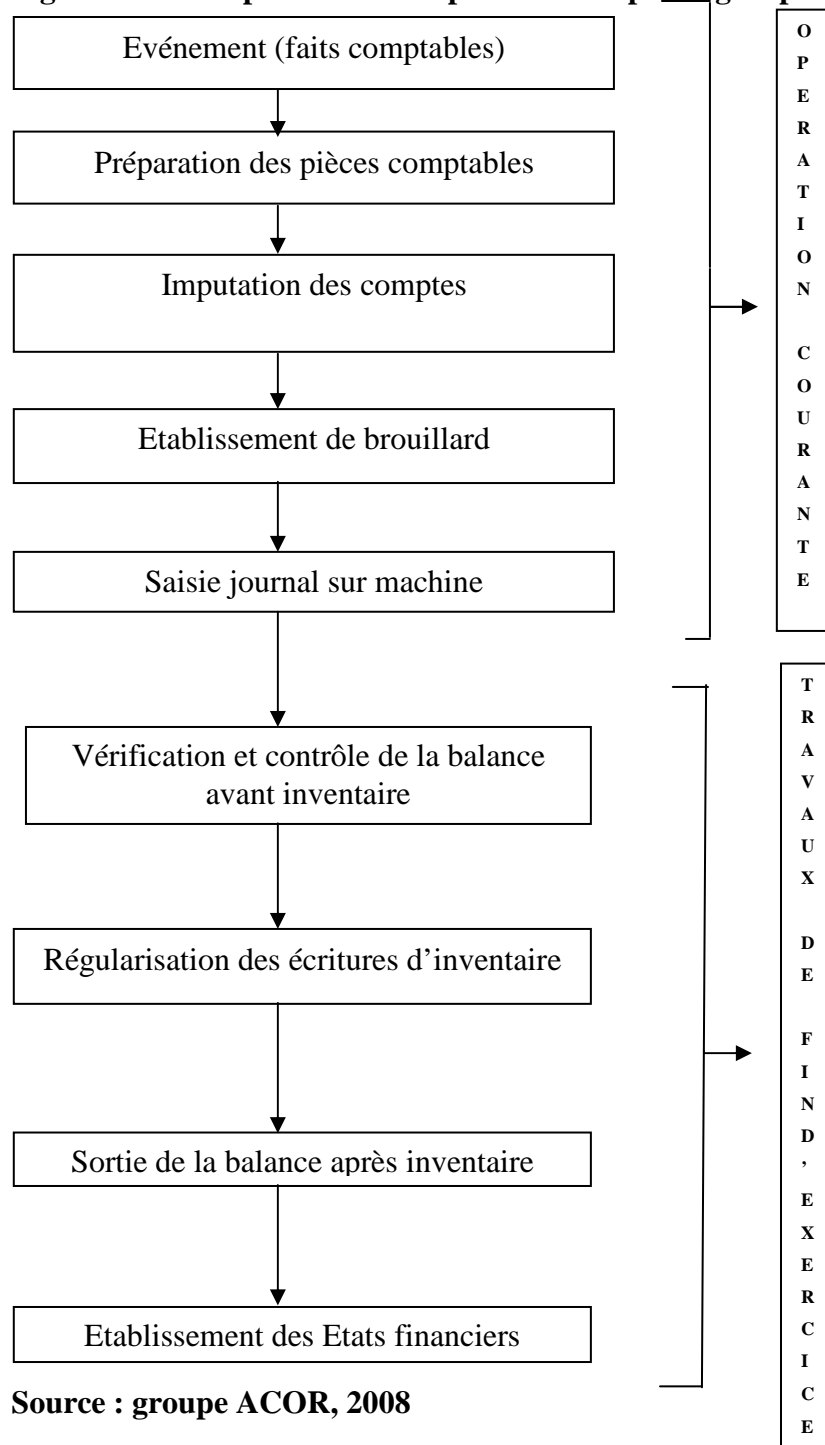 Evénement (faits comptables)
Préparation des pièces comptables
Imputation des comptes
Etablissement de brouillard
Saisie journal sur machine
OPERATION COURANTE
Vérification et contrôle de la balance
avant inventaire
Régularisation des écritures d’inventaire
Sortie de la balance après inventaire
Etablissement des Etats financiers
TRAVAUX DE FIND’EXERCICE
Source : groupe ACOR, 2008